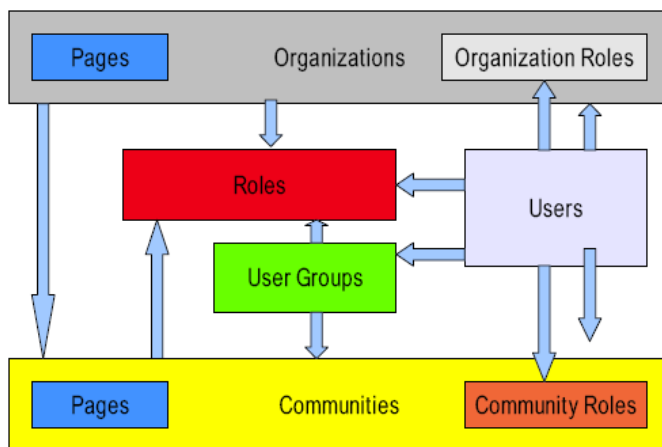 Pages
Organizations
Organization Roles
Roles
Users
User Groups
Pages
Communities
Community Roles